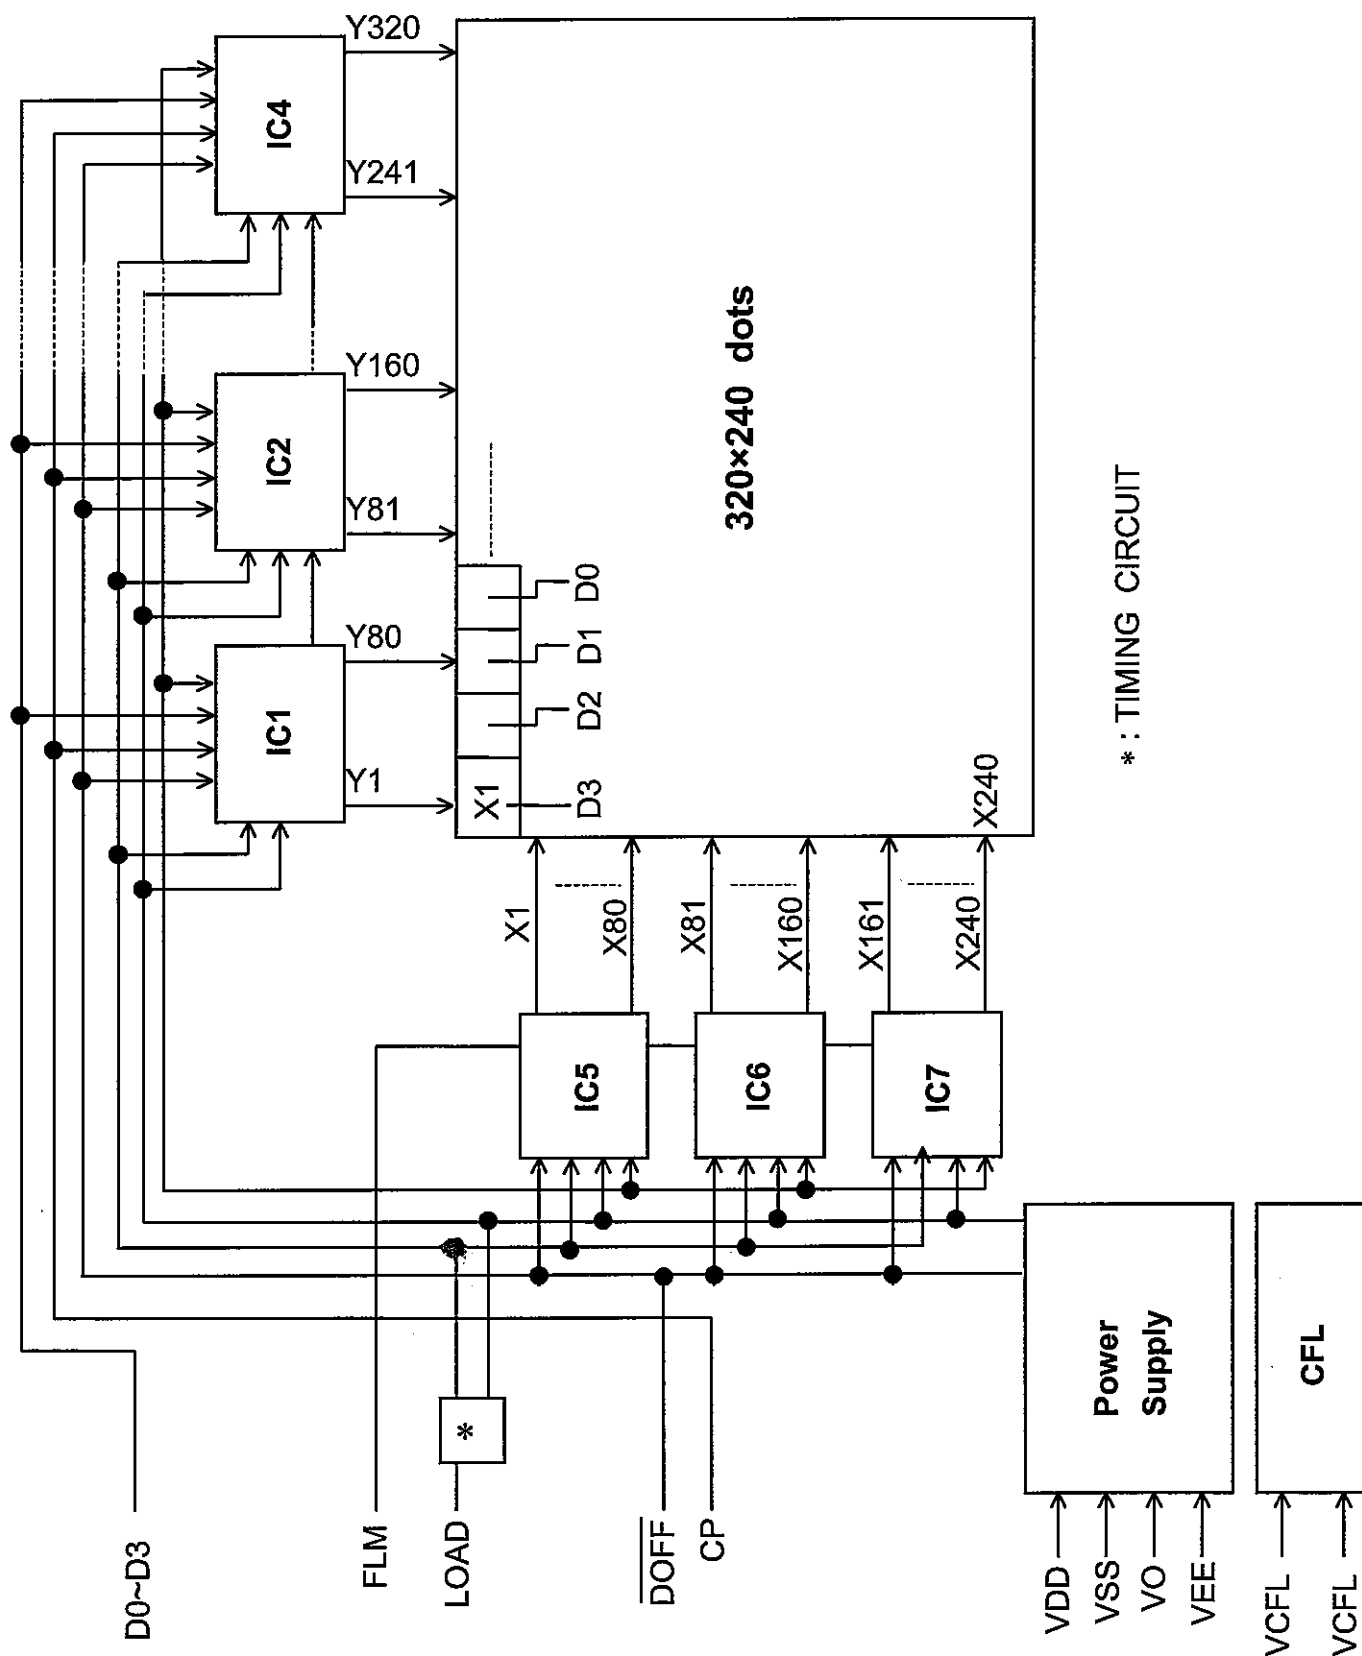 D0~D3
FLM
LOAD
DOFF
CP
VDD
VSS
VO
VEE
VCFL
VCFL
*
Power
Supply
CFL
IC5
IC6
IC7
X1
X80
X81
X160
X161
X240
IC1
IC2
IC4
Y1
Y80
Y81
Y160
Y241
Y320
X1
D3
D2
D1
D0
X240
320×240 dots
* : TIMING CIRCUIT